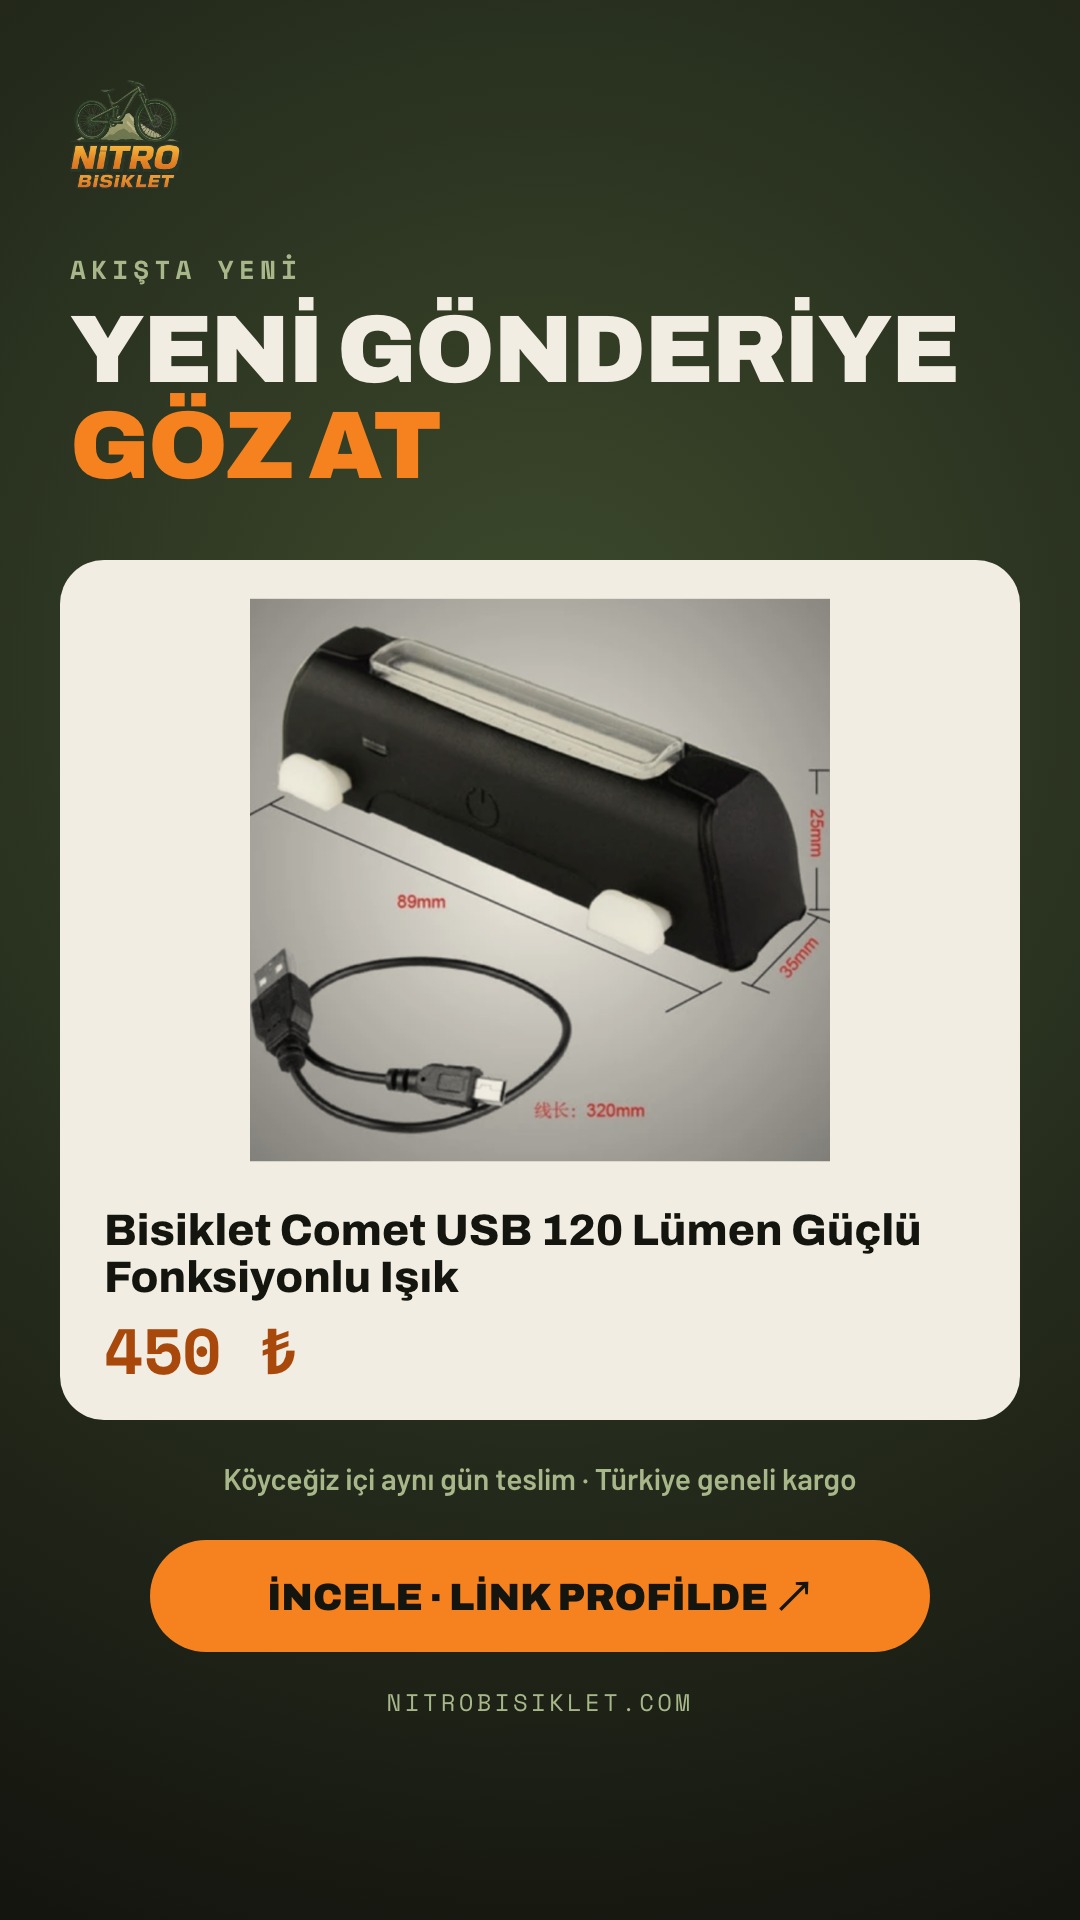 NiTRO
BiSiKLET
AKIŞTA YENİ
YENİ GÖNDERİYE
GÖZ AT
25mm
89mm
35mm
线长：320mm
Bisiklet Comet USB 120 Lümen Güçlü
Fonksiyonlu Işık
450 ₺
Köyceğiz içi aynı gün teslim · Türkiye geneli kargo
İNCELE · LİNK PROFİLDE ↗
NITROBISIKLET.COM